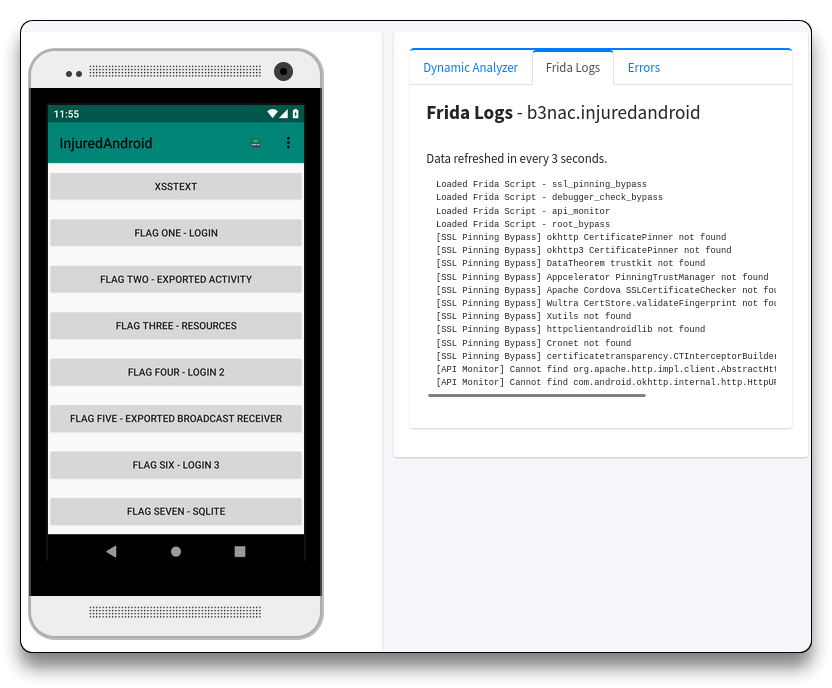 11:55
InjuredAndroid
XSSTEXT
FLAG ONE - LOGIN
FLAG TWO - EXPORTED ACTIVITY
FLAG THREE - RESOURCES
FLAG FOUR - LOGIN 2
FLAG FIVE - EXPORTED BROADCAST RECEIVER
FLAG SIX - LOGIN 3
FLAG SEVEN - SQLITE
Dynamic Analyzer
Frida Logs
Errors
Frida Logs - b3nac.injuredandroid
Data refreshed in every 3 seconds.
Loaded Frida Script - ssl_pinning_bypass
Loaded Frida Script - debugger_check_bypass
Loaded Frida Script - api_monitor
Loaded Frida Script - root_bypass
[SSL Pinning Bypass] okhttp CertificatePinner not found
[SSL Pinning Bypass] okhttp3 CertificatePinner not found
[SSL Pinning Bypass] DataTheorem trustkit not found
[SSL Pinning Bypass] Appcelerator PinningTrustManager not found
[SSL Pinning Bypass] Apache Cordova SSLCertificateChecker not fou
[SSL Pinning Bypass] Wultra CertStore.validateFingerprint not fou
[SSL Pinning Bypass] Xutils not found
[SSL Pinning Bypass] httpclientandroidlib not found
[SSL Pinning Bypass] Cronet not found
[SSL Pinning Bypass] certificatetransparency.CTInterceptorBuilder
[API Monitor] Cannot find org.apache.http.impl.client.AbstractHtt
[API Monitor] Cannot find com.android.okhttp.internal.http.HttpUR